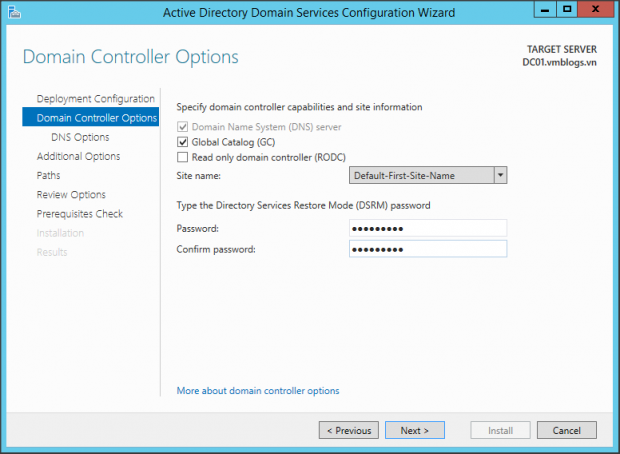 Active Directory Domain Services Configuration Wizard
Domain Controller Options
TARGET SERVER
DC01.vmblogs.vn
Deployment Configuration
Domain Controller Options
DNS Options
Additional Options
Paths
Review Options
Prerequisites Check
Installation
Results
Specify domain controller capabilities and site information
Domain Name System (DNS) server
Global Catalog (GC)
Read only domain controller (RODC)
Site name: Default-First-Site-Name
Type the Directory Services Restore Mode (DSRM) password
Password: •••••••••
Confirm password: •••••••••
More about domain controller options
< Previous Next > Install Cancel